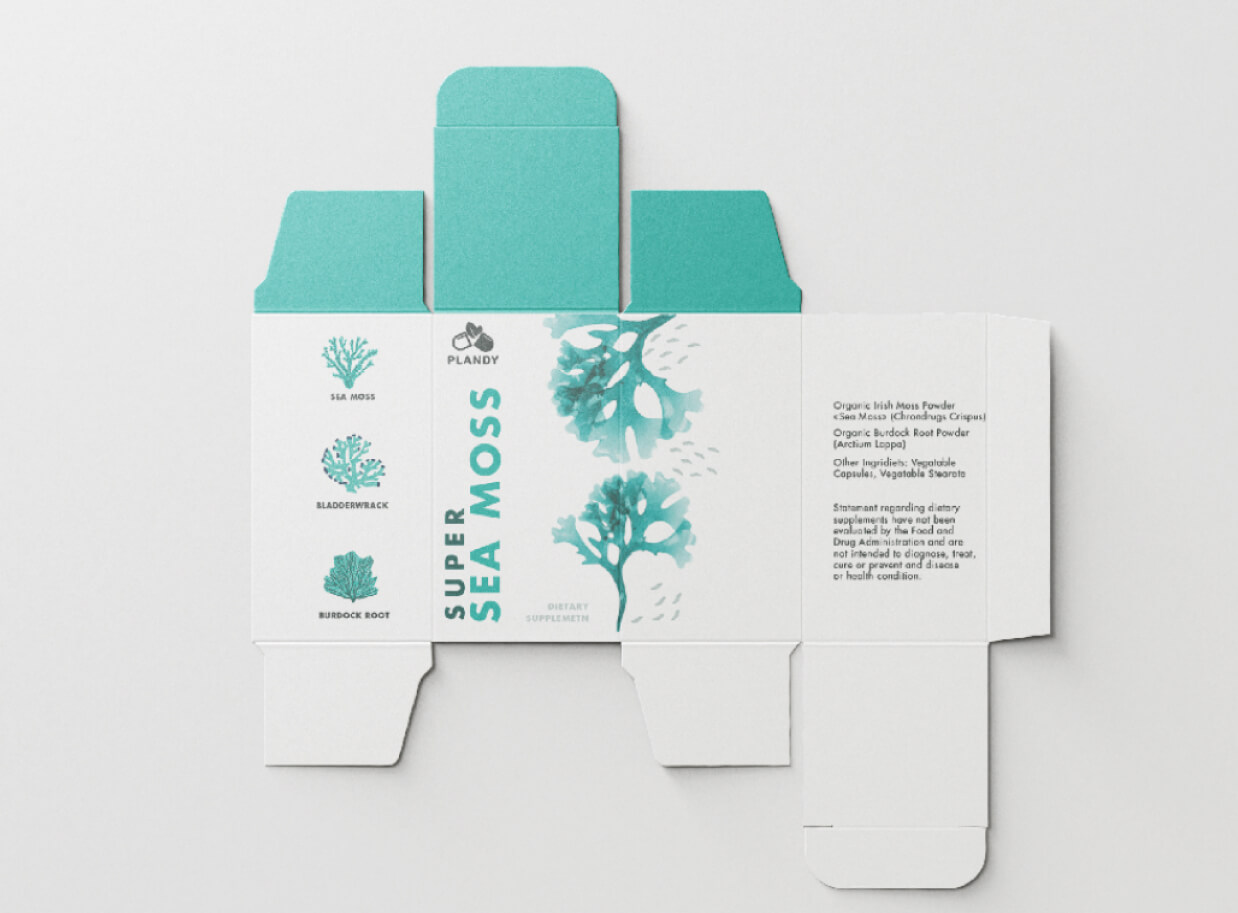 SEA MOSS
BLADDERWRACK
BURDOCK ROOT
PLANDY
SUPER
SEA MOSS
DIETARY
SUPPLEMETN
Organic Irish Moss Powder
«Sea Moss» (Chrondrugs Crispus)
Organic Burdock Root Powder
(Arctium Lappa)
Other Ingridiets: Vegatable
Capsules, Vegatable Stearate
Statement regarding dietary
supplements have not been
evaluated by the Food and
Drug Administration and are
not intended to diagnose, treat,
cure or prevent and disease
or health condition.